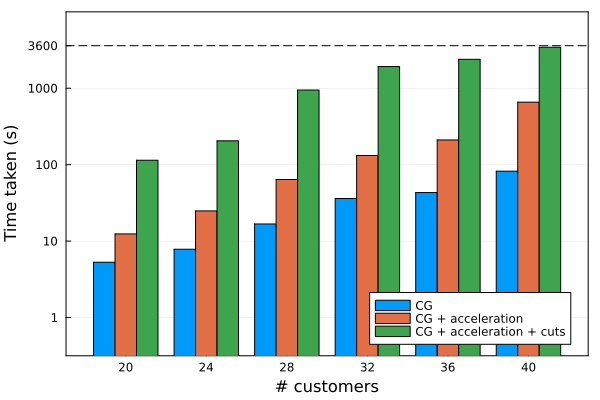 3600
1000
100
10
1
Time taken (s)
20 24 28 32 36 40
# customers
CG
CG + acceleration
CG + acceleration + cuts